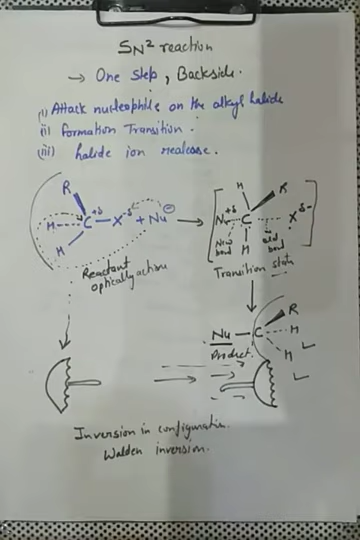 SN² reaction
→ One step, Backside.
(i) Attack nucleophile on the alkyl halide
(ii) Formation Transition.
(iii) halide ion realease.
R
H C+δ — X-δ + Nu⊖ →
H
Reactant
optically active
H R
Nu+δ C X δ-
New bond
H
old bond
Transition state
R
Nu — C H
H
Product.
Inversion in configuration.
Walden inversion.